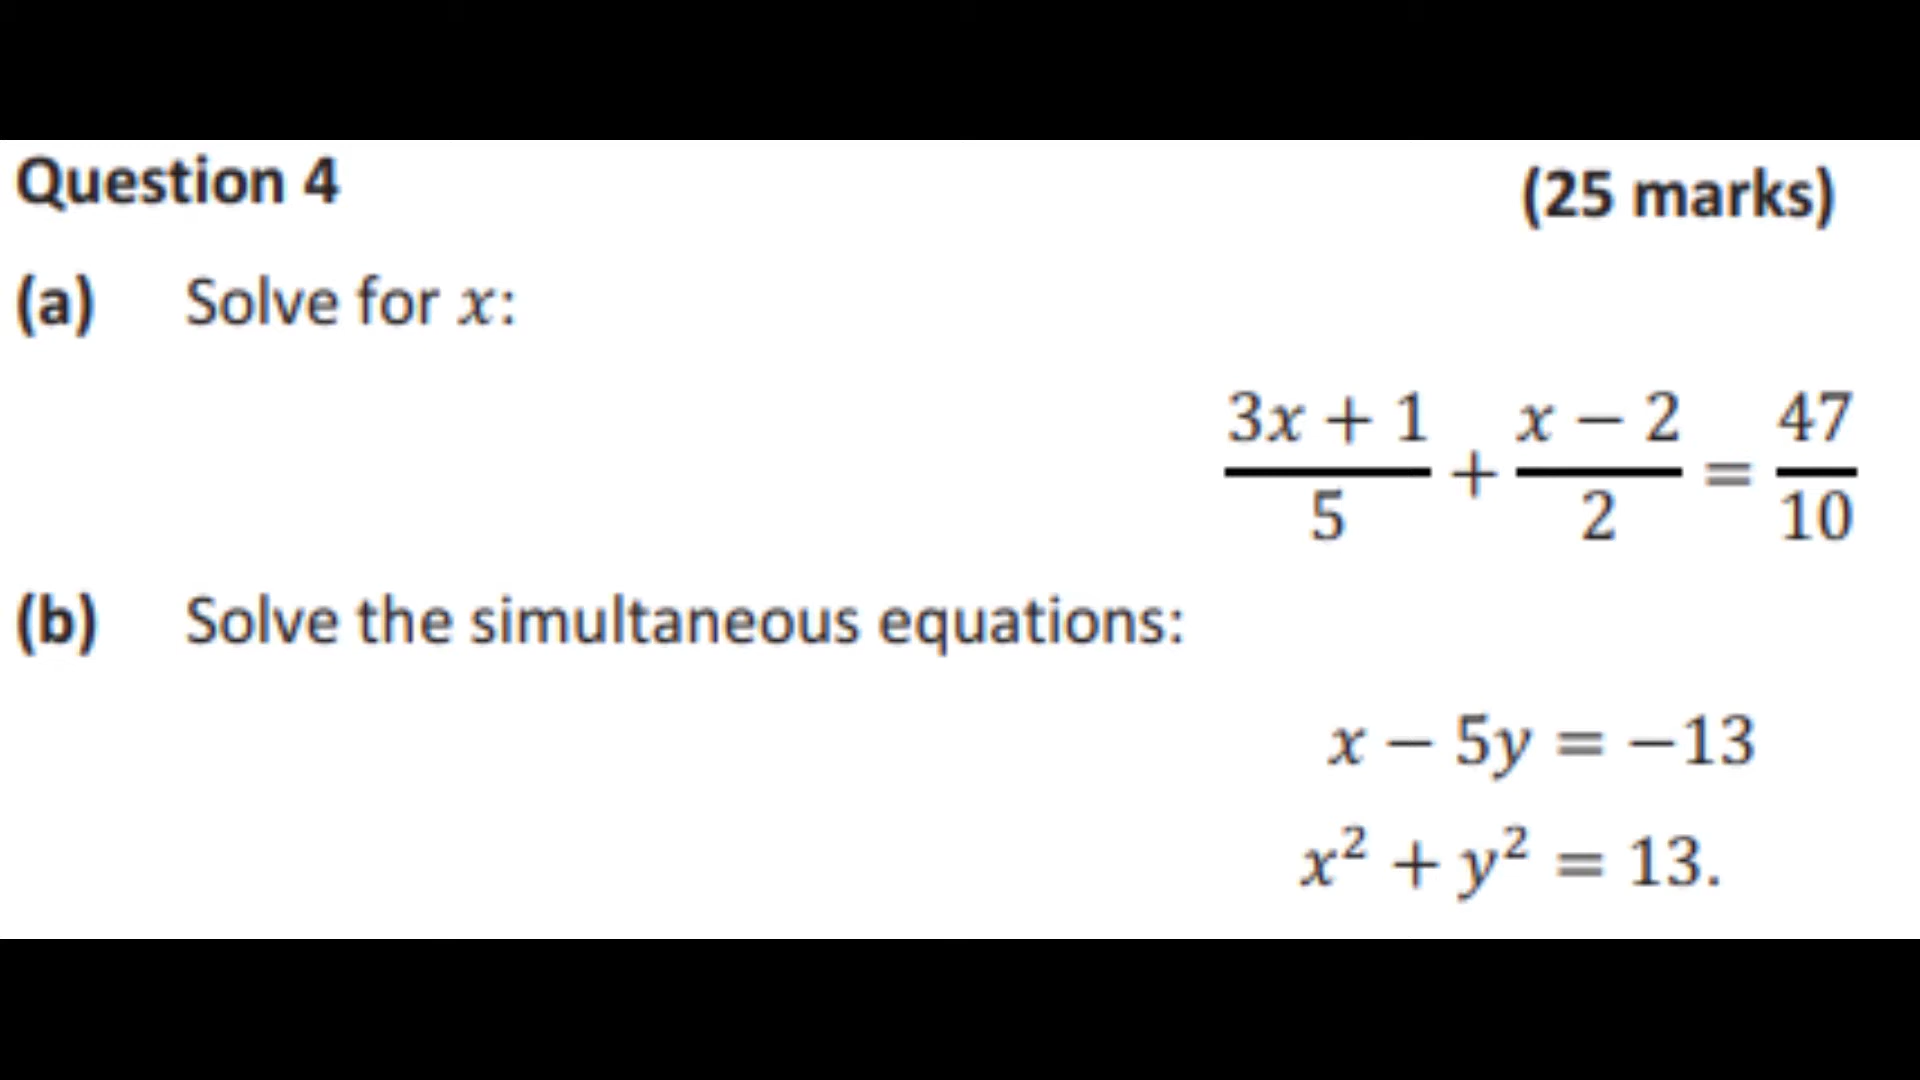 Question 4 (25 marks)
(a) Solve for x:
(3x + 1)/5 + (x − 2)/2 = 47/10
(b) Solve the simultaneous equations:
x − 5y = −13
x² + y² = 13.